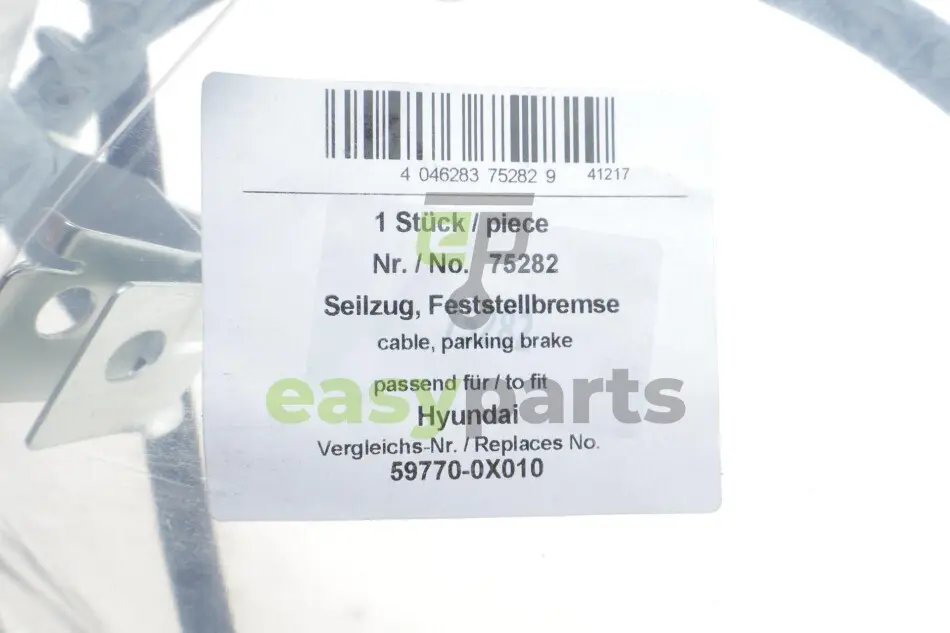 4 046283 75282 9 41217
1 Stück / piece
Nr. / No. 75282
Seilzug, Feststellbremse
cable, parking brake
passend für / to fit
easyparts
Hyundai
Vergleichs-Nr. / Replaces No.
59770-0X010